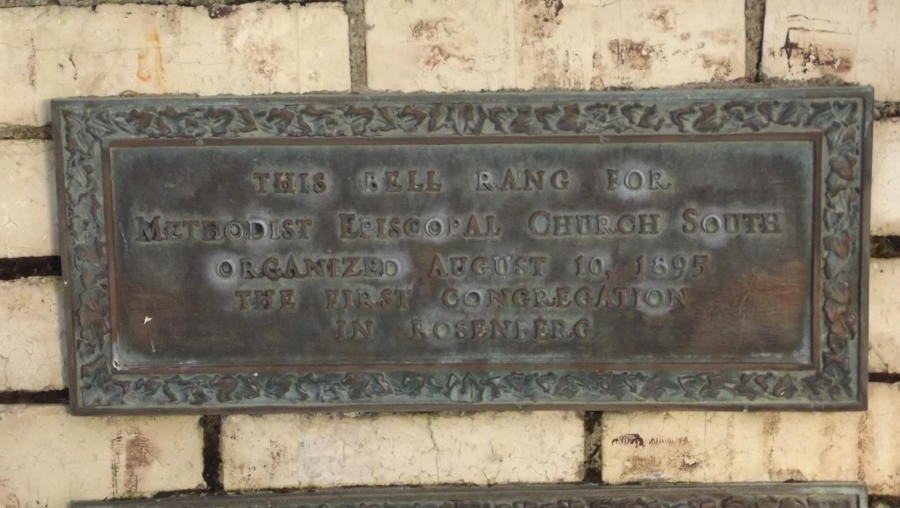 THIS BELL RANG FOR
METHODIST EPISCOPAL CHURCH SOUTH
ORGANIZED AUGUST 10, 1895
THE FIRST CONGREGATION
IN ROSENBERG